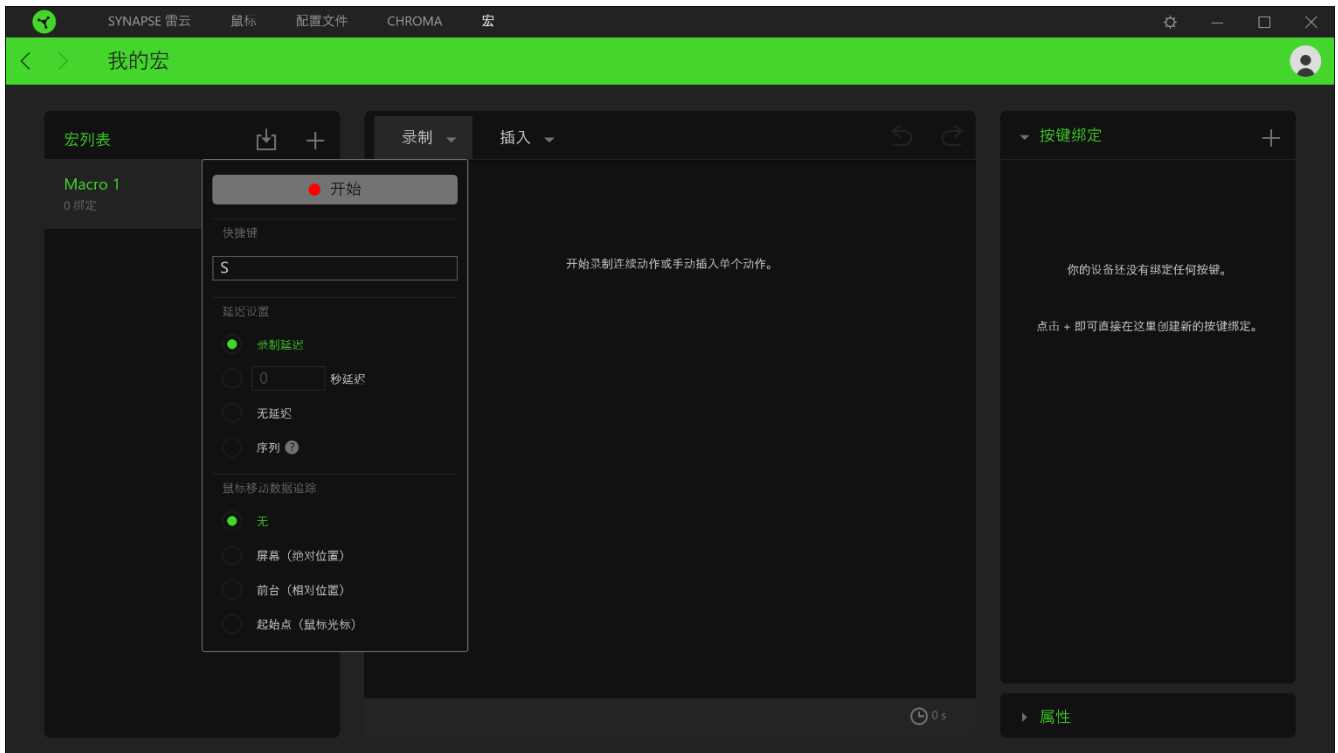 SYNAPSE 雷云 鼠标 配置文件 CHROMA 宏
我的宏
宏列表
Macro 1
0 绑定
录制 插入
开始
快捷键
S
延迟设置
录制延迟
0 秒延迟
无延迟
序列 ?
鼠标移动数据追踪
无
屏幕（绝对位置）
前台（相对位置）
起始点（鼠标光标）
开始录制连续动作或手动插入单个动作。
0 s
按键绑定
你的设备还没有绑定任何按键。
点击 + 即可直接在这里创建新的按键绑定。
属性